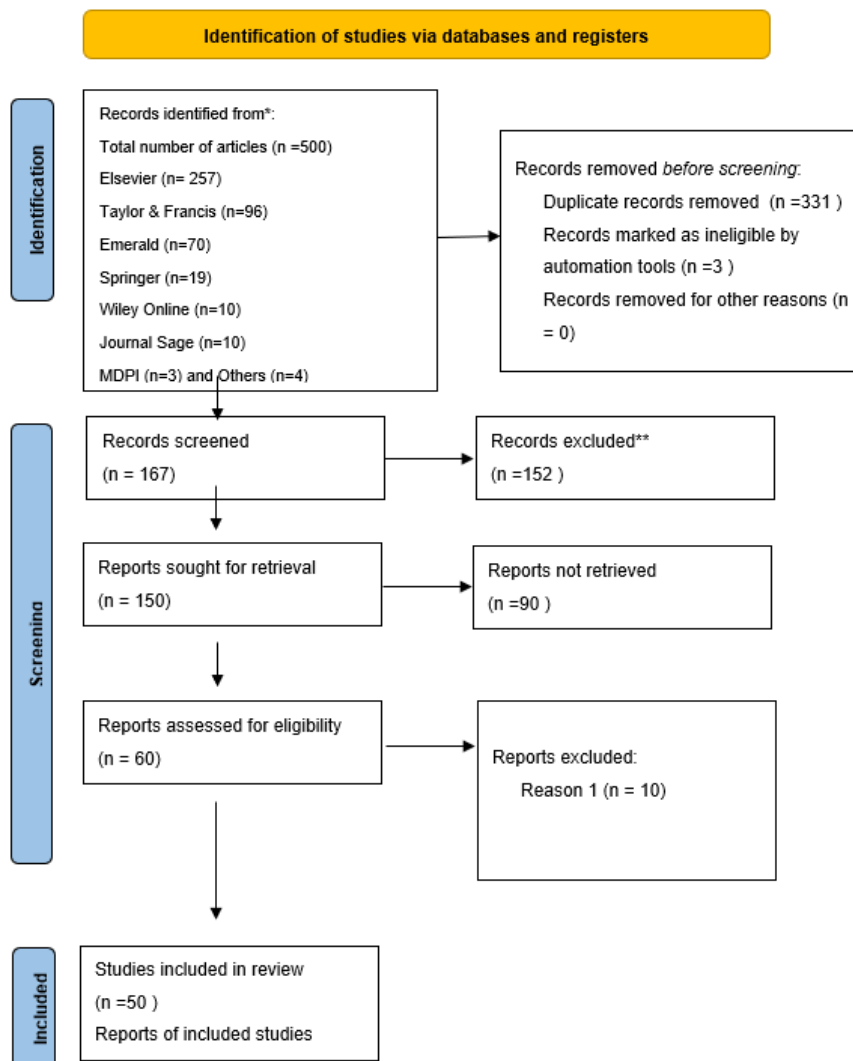 Identification of studies via databases and registers
Identification
Records identified from*:
Total number of articles (n =500)
Elsevier (n= 257)
Taylor & Francis (n=96)
Emerald (n=70)
Springer (n=19)
Wiley Online (n=10)
Journal Sage (n=10)
MDPI (n=3) and Others (n=4)
Records removed before screening:
Duplicate records removed (n =331 )
Records marked as ineligible by
automation tools (n =3 )
Records removed for other reasons (n
= 0)
Screening
Records screened
(n = 167)
Records excluded**
(n =152 )
Reports sought for retrieval
(n = 150)
Reports not retrieved
(n =90 )
Reports assessed for eligibility
(n = 60)
Reports excluded:
Reason 1 (n = 10)
Included
Studies included in review
(n =50 )
Reports of included studies